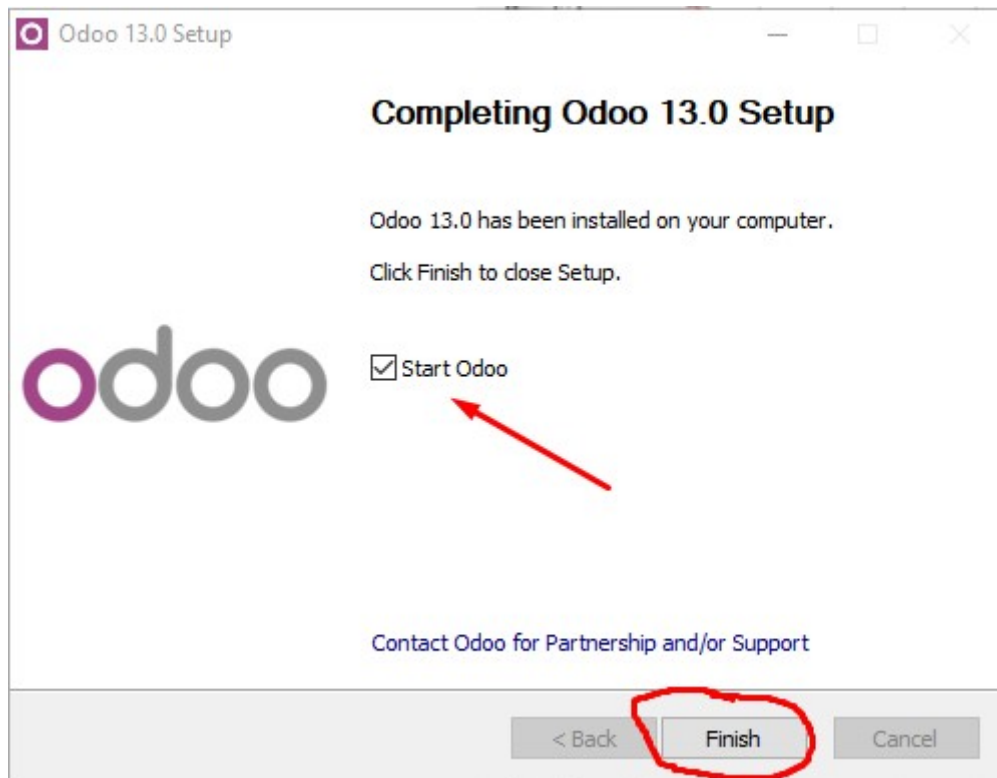 Odoo 13.0 Setup
Completing Odoo 13.0 Setup
Odoo 13.0 has been installed on your computer.
Click Finish to close Setup.
odoo
Start Odoo
Contact Odoo for Partnership and/or Support
< Back Finish Cancel